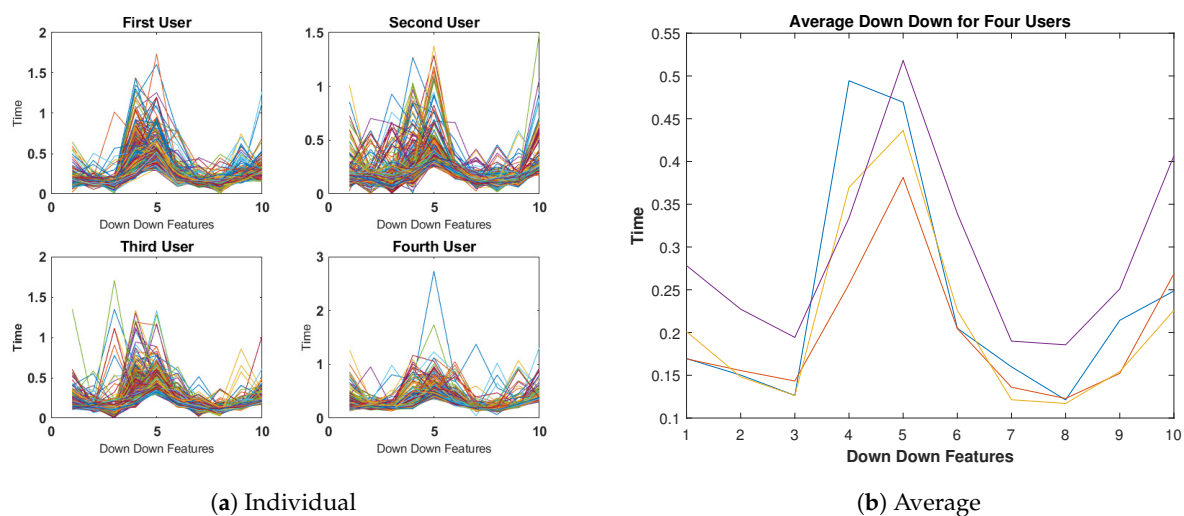 First User
2
1.5
1
0.5
0
0
5
10
Time
Down Down Features
Second User
1.5
1
0.5
0
0
5
10
Down Down Features
Third User
2
1.5
1
0.5
0
0
5
10
Time
Down Down Features
Fourth User
3
2
1
0
0
5
10
Time
Down Down Features
(a) Individual
Average Down Down for Four Users
0.55
0.5
0.45
0.4
0.35
0.3
0.25
0.2
0.15
0.1
Time
1 2 3 4 5 6 7 8 9 10
Down Down Features
(b) Average